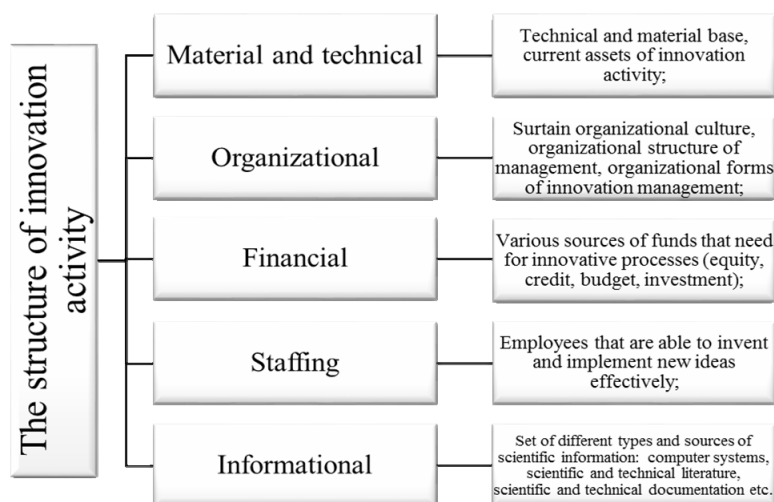 The structure of innovation
activity
Material and technical
Technical and material base,
current assets of innovation
activity;
Organizational
Surtain organizational culture,
organizational structure of
management, organizational forms
of innovation management;
Financial
Various sources of funds that need
for innovative processes (equity,
credit, budget, investment);
Staffing
Employees that are able to invent
and implement new ideas
effectively;
Informational
Set of different types and sources of
scientific information: computer systems,
scientific and technical literature,
scientific and technical documentation etc.